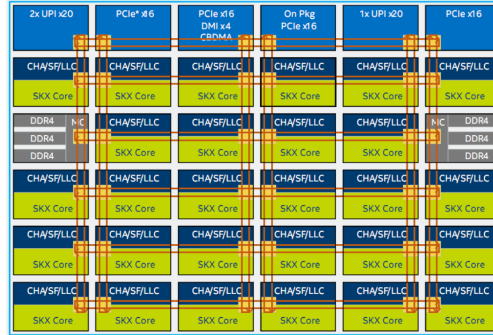 2x UPI x20 PCIe* x16 PCIe x16 On Pkg 1x UPI x20 PCIe x16
DMI x4 PCIe x16
CBDMA
CHA/SF/LLC CHA/SF/LLC CHA/SF/LLC CHA/SF/LLC CHA/SF/LLC CHA/SF/LLC
SKX Core SKX Core SKX Core SKX Core SKX Core SKX Core
DDR4 MC CHA/SF/LLC CHA/SF/LLC CHA/SF/LLC CHA/SF/LLC MC DDR4
DDR4 DDR4
DDR4 SKX Core SKX Core SKX Core SKX Core DDR4
CHA/SF/LLC CHA/SF/LLC CHA/SF/LLC CHA/SF/LLC CHA/SF/LLC CHA/SF/LLC
SKX Core SKX Core SKX Core SKX Core SKX Core SKX Core
CHA/SF/LLC CHA/SF/LLC CHA/SF/LLC CHA/SF/LLC CHA/SF/LLC CHA/SF/LLC
SKX Core SKX Core SKX Core SKX Core SKX Core SKX Core
CHA/SF/LLC CHA/SF/LLC CHA/SF/LLC CHA/SF/LLC CHA/SF/LLC CHA/SF/LLC
SKX Core SKX Core SKX Core SKX Core SKX Core SKX Core